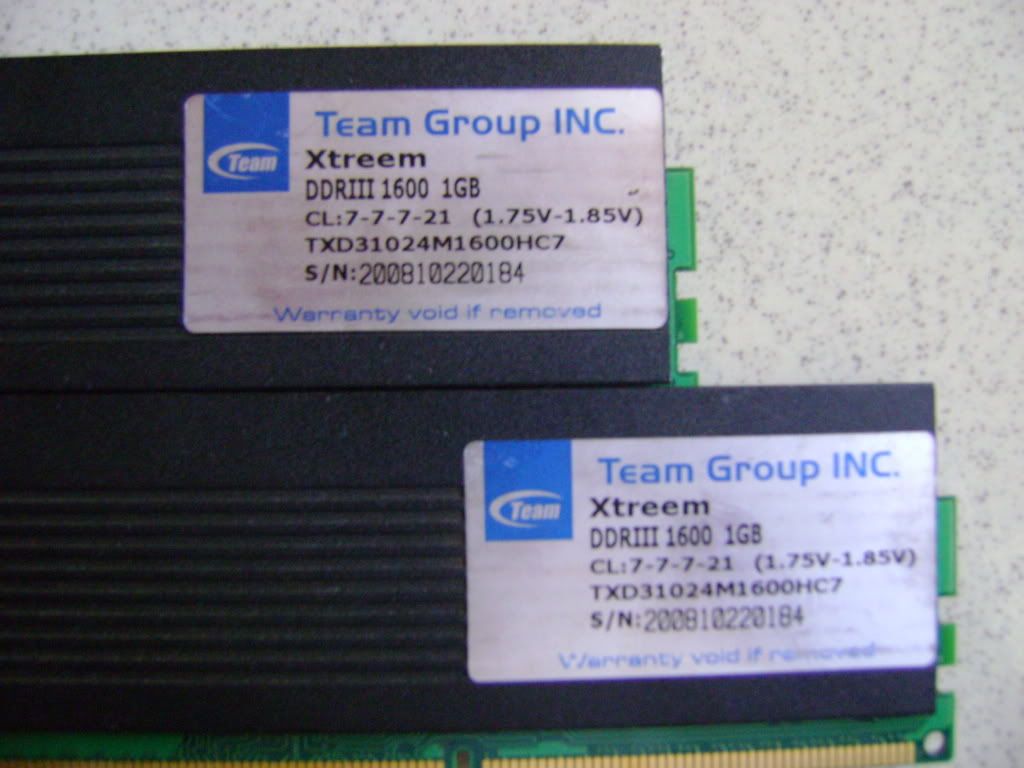 Team Group INC.
Team
Xtreem
DDRIII 1600 1GB
CL:7-7-7-21 (1.75V-1.85V)
TXD31024M1600HC7
S/N:200810220184
Warranty void if removed
Team Group INC.
Team
Xtreem
DDRIII 1600 1GB
CL:7-7-7-21 (1.75V-1.85V)
TXD31024M1600HC7
S/N:200810220184
Warranty void if removed